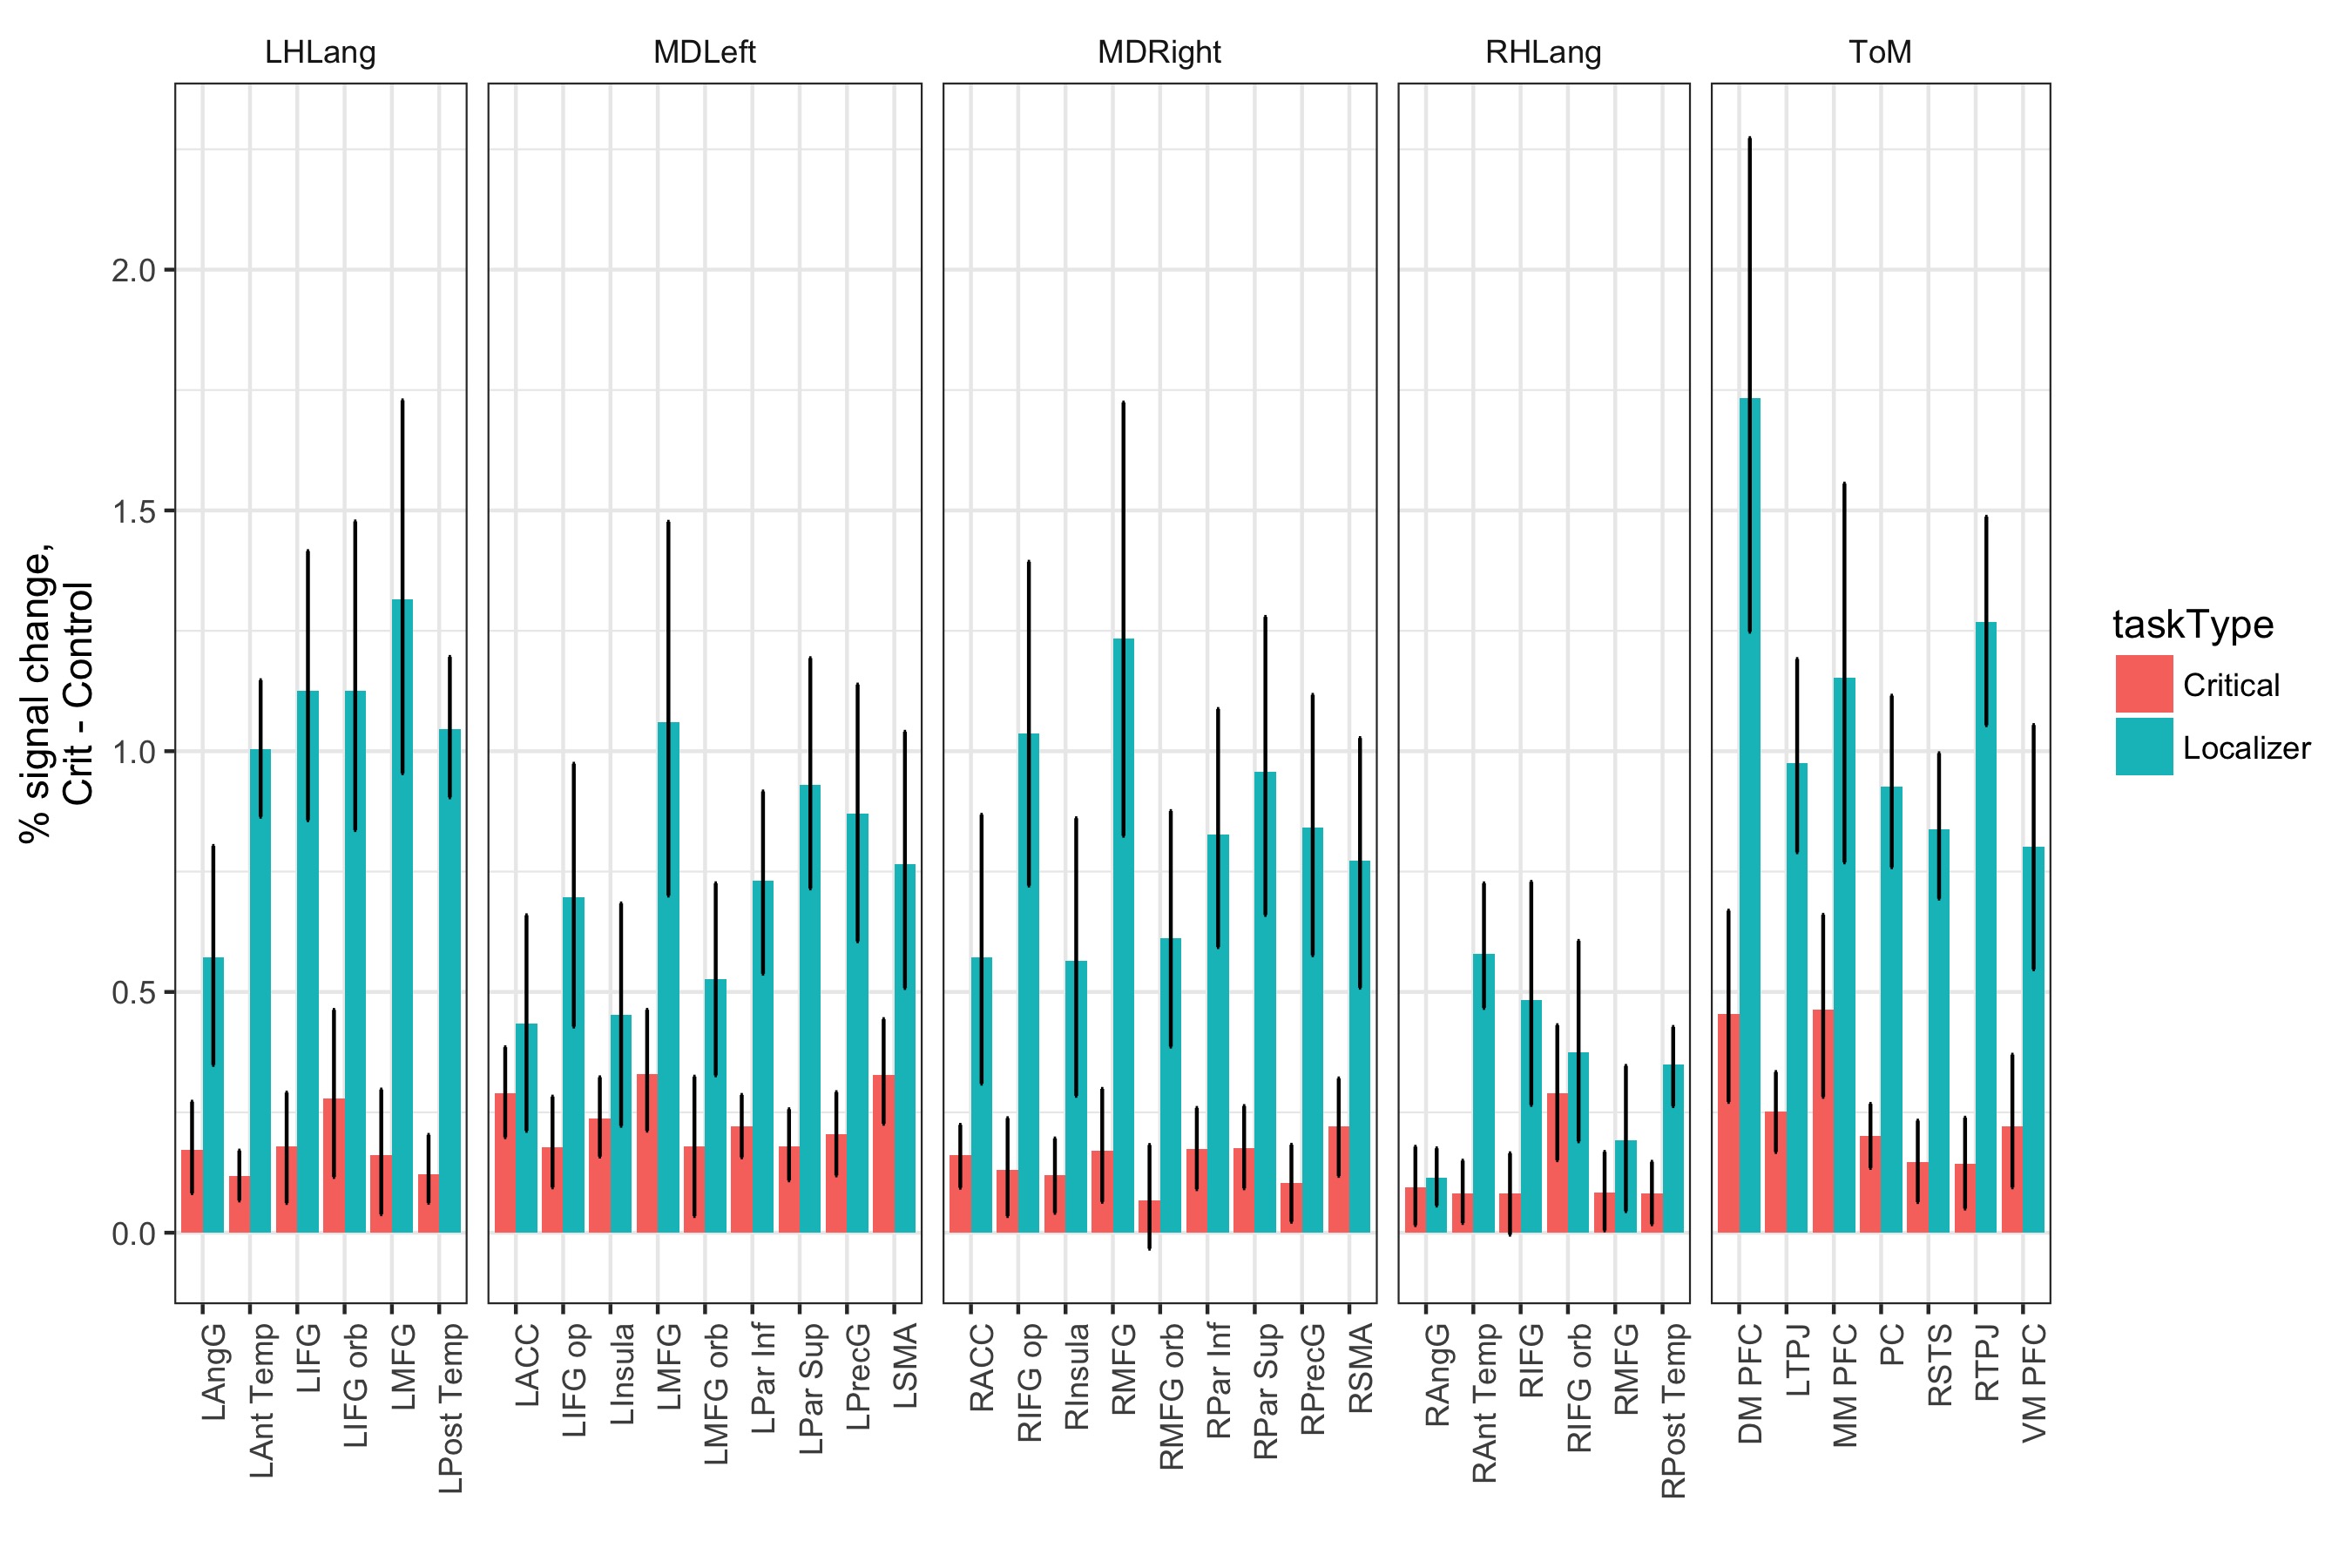 LHLang MDLeft MDRight RHLang ToM
% signal change,
Crit - Control
2.0
1.5
1.0
0.5
0.0
LAngG LAnt Temp LIFG LIFG orb LMFG LPost Temp LACC LIFG op LInsula LMFG LMFG orb LPar Inf LPar Sup LPrecG LSMA RACC RIFG op RInsula RMFG RMFG orb RPar Inf RPar Sup RPrecG RSMA RAngG RAnt Temp RIFG RIFG orb RMFG RPost Temp DM PFC LTPJ MM PFC PC RSTS RTPJ VM PFC
taskType
Critical
Localizer